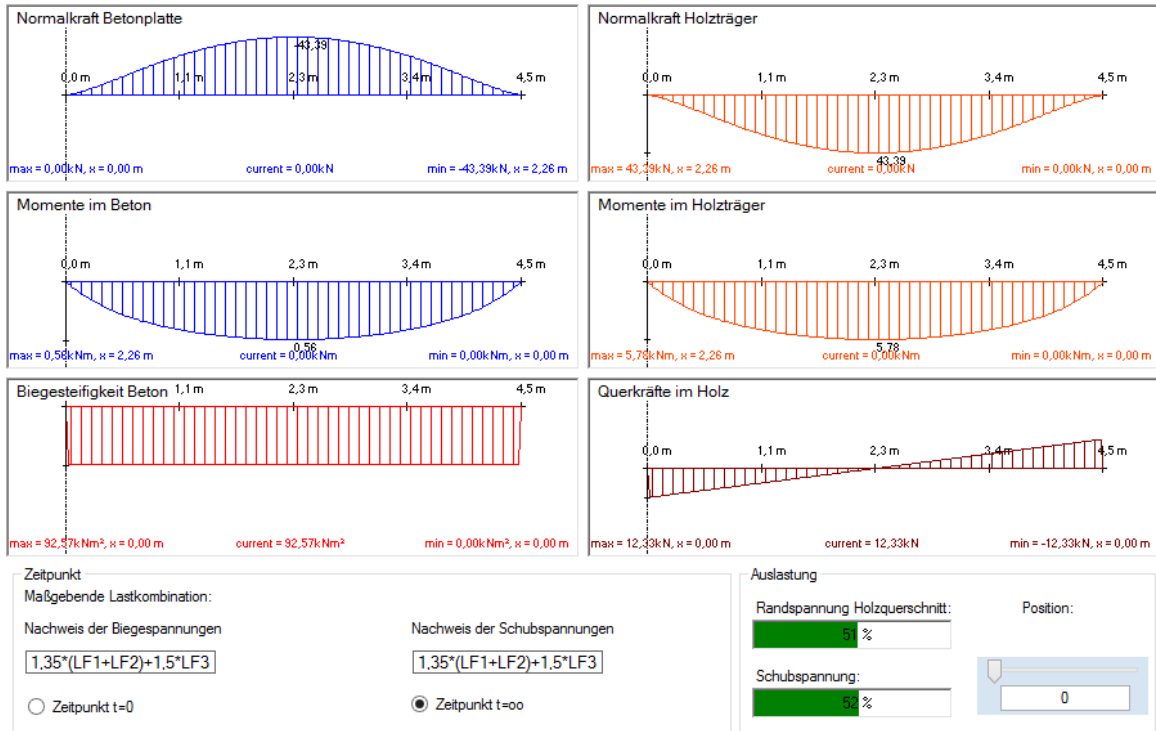 Normalkraft Betonplatte
-43,39
0,0 m 1,1 m 2,3 m 3,4 m 4,5 m
max = 0,00kN, x = 0,00 m current = 0,00kN min = -43,39kN, x = 2,26 m
Normalkraft Holzträger
0,0 m 1,1 m 2,3 m 3,4 m 4,5 m
43,39
max = 43,39kN, x = 2,26 m current = 0,00kN min = 0,00kN, x = 0,00 m
Momente im Beton
0,0 m 1,1 m 2,3 m 3,4 m 4,5 m
0,56
max = 0,56kNm, x = 2,26 m current = 0,00kNm min = 0,00kNm, x = 0,00 m
Momente im Holzträger
0,0 m 1,1 m 2,3 m 3,4 m 4,5 m
5,78
max = 5,78kNm, x = 2,26 m current = 0,00kNm min = 0,00kNm, x = 0,00 m
Biegesteifigkeit Beton 1,1 m 2,3 m 3,4 m 4,5 m
max = 92,57kNm², x = 0,00 m current = 92,57kNm² min = 0,00kNm², x = 0,00 m
Querkräfte im Holz
0,0 m 1,1 m 2,3 m 3,4 m 4,5 m
max = 12,33kN, x = 0,00 m current = 12,33kN min = -12,33kN, x = 0,00 m
Zeitpunkt
Maßgebende Lastkombination:
Nachweis der Biegespannungen
1,35*(LF1+LF2)+1,5*LF3
Zeitpunkt t=0
Nachweis der Schubspannungen
1,35*(LF1+LF2)+1,5*LF3
Zeitpunkt t=oo
Auslastung
Randspannung Holzquerschnitt:
51 %
Schubspannung:
52 %
Position:
0